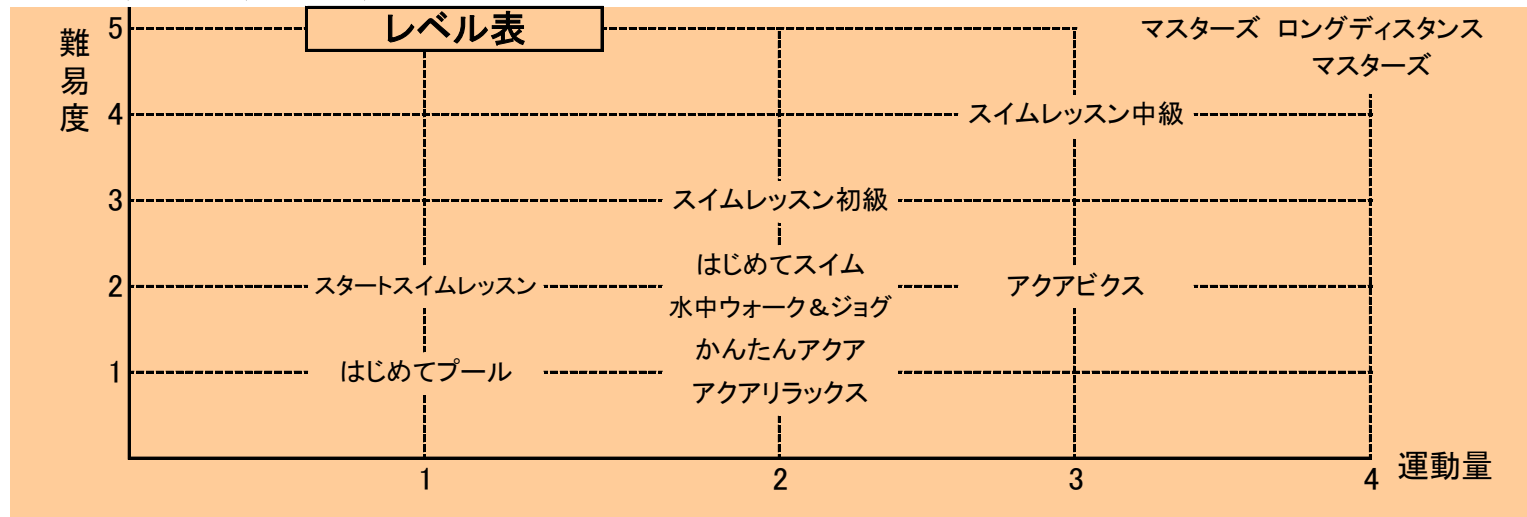 レベル表
難易度
5
マスターズ ロングディスタンス
マスターズ
4
スイムレッスン中級
3
スイムレッスン初級
はじめてスイム
2
スタートスイムレッスン
アクアビクス
水中ウォーク＆ジョグ
かんたんアクア
1
はじめてプール
アクアリラックス
1 2 3 4
運動量